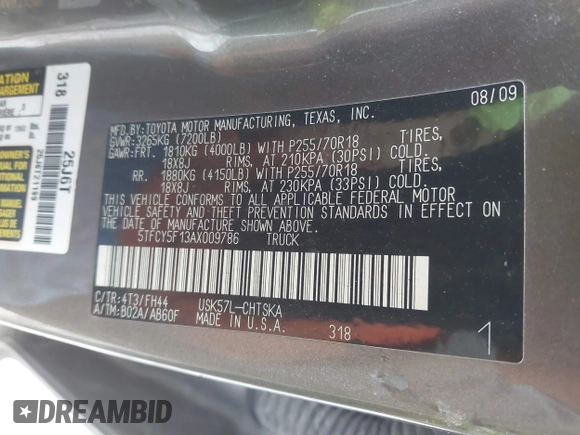 MFD.BY:TOYOTA MOTOR MANUFACTURING, TEXAS, INC. 08/09
GVWR:3265KG (7200LB)
GAWR:FRT. 1810KG (4000LB) WITH P255/70R18 TIRES,
18X8J RIMS, AT 210KPA (30PSI) COLD.
RR. 1880KG (4150LB) WITH P255/70R18 TIRES,
18X8J RIMS, AT 230KPA (33PSI) COLD.
THIS VEHICLE CONFORMS TO ALL APPLICABLE FEDERAL MOTOR
VEHICLE SAFETY AND THEFT PREVENTION STANDARDS IN EFFECT ON
THE DATE OF MANUFACTURE SHOWN ABOVE.
5TFCY5F13AX009786 TRUCK
C/TR:4T3/FH44 USK57L-CHTSKA
A/TM:B02A/AB60F MADE IN U.S.A. 318 1
318
25J6T
OWNER'S
DREAMBID